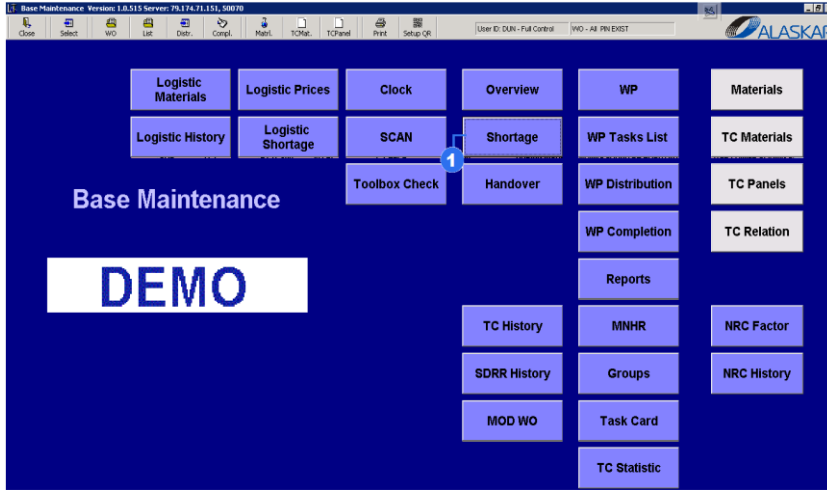 Base Maintenance Version: 1.0.515 Server: 79.174.71.151, 50070
Close Select WO List Distr. Compl. Matrl. TCMat. TCPanel Print Setup QR
User ID: DUN - Full Control
WO - All PIN EXIST
ALASKAR
Logistic Materials
Logistic Prices
Clock
Overview
WP
Materials
Logistic History
Logistic Shortage
SCAN
Shortage
WP Tasks List
TC Materials
1
Toolbox Check
Handover
WP Distribution
TC Panels
Base Maintenance
WP Completion
TC Relation
DEMO
Reports
TC History
MNHR
NRC Factor
SDRR History
Groups
NRC History
MOD WO
Task Card
TC Statistic